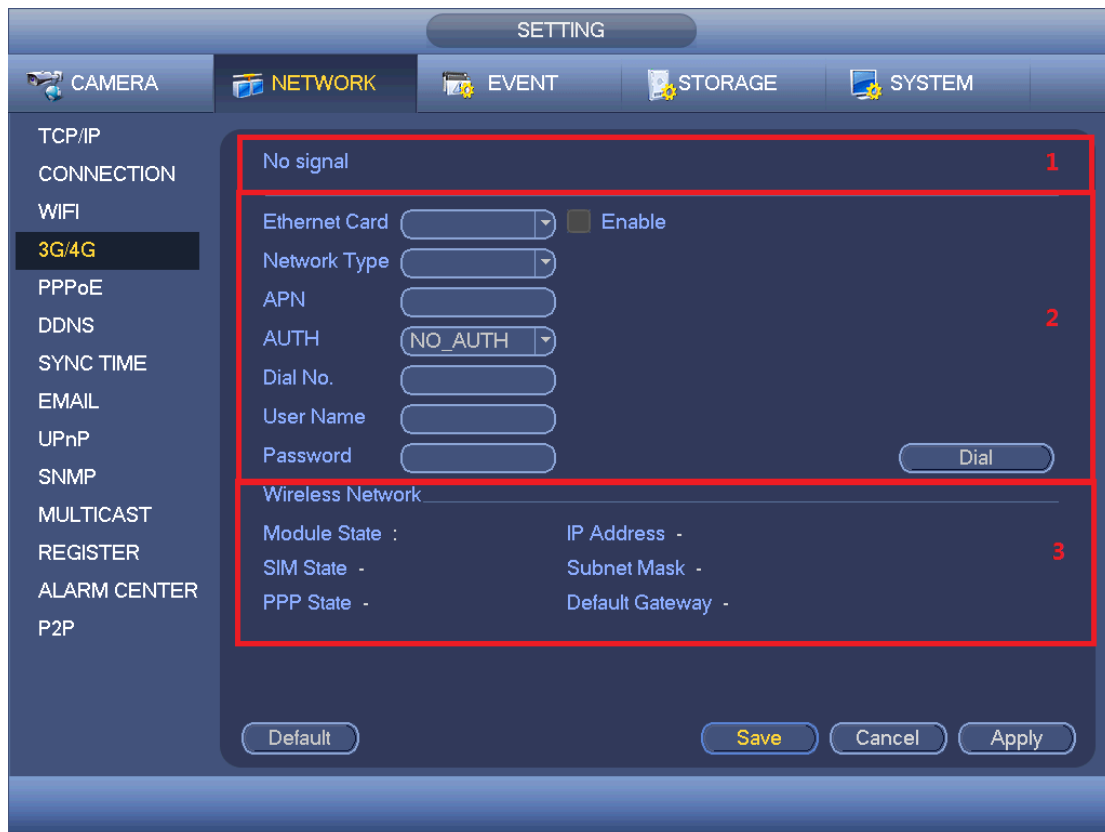 SETTING
CAMERA NETWORK EVENT STORAGE SYSTEM
TCP/IP
CONNECTION
WIFI
3G/4G
PPPoE
DDNS
SYNC TIME
EMAIL
UPnP
SNMP
MULTICAST
REGISTER
ALARM CENTER
P2P
No signal 1
Ethernet Card Enable
Network Type
APN
2
AUTH NO_AUTH
Dial No.
User Name
Password Dial
Wireless Network
Module State : IP Address -
3
SIM State - Subnet Mask -
PPP State - Default Gateway -
Default Save Cancel Apply